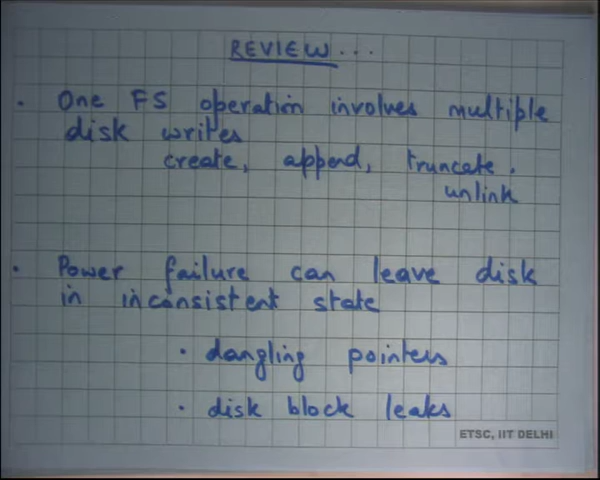 REVIEW...
. One FS operation involves multiple
disk writes
create, append, truncate.
unlink
. Power failure can leave disk
in inconsistent state
. dangling pointers
. disk block leaks
ETSC, IIT DELHI